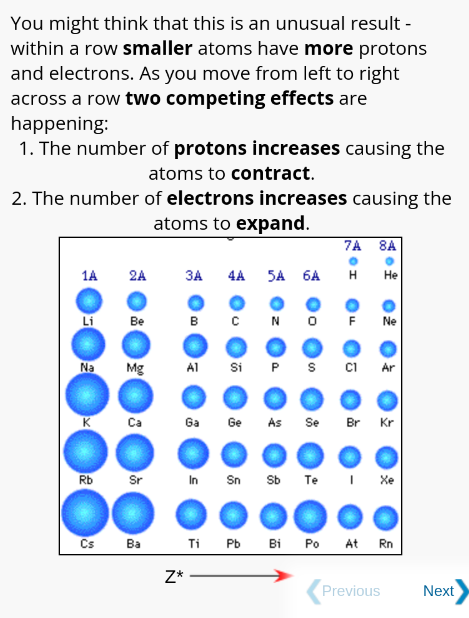 You might think that this is an unusual result -
within a row smaller atoms have more protons
and electrons. As you move from left to right
across a row two competing effects are
happening:
1. The number of protons increases causing the
atoms to contract.
2. The number of electrons increases causing the
atoms to expand.
7A 8A
1A 2A 3A 4A 5A 6A H He
Li Be B C N O F Ne
Na Mg Al Si P S Cl Ar
K Ca Ga Ge As Se Br Kr
Rb Sr In Sn Sb Te I Xe
Cs Ba Ti Pb Bi Po At Rn
Z*
Previous Next